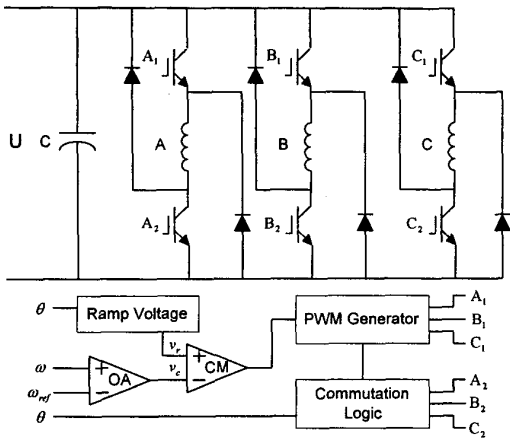 A₁
B₁
C₁
U
C
A
B
C
A₂
B₂
C₂
θ
Ramp Voltage
PWM Generator
A₁
B₁
C₁
vᵣ
+
CM
v_c
−
ω
+
OA
ω_ref
−
θ
Commutation
Logic
A₂
B₂
C₂